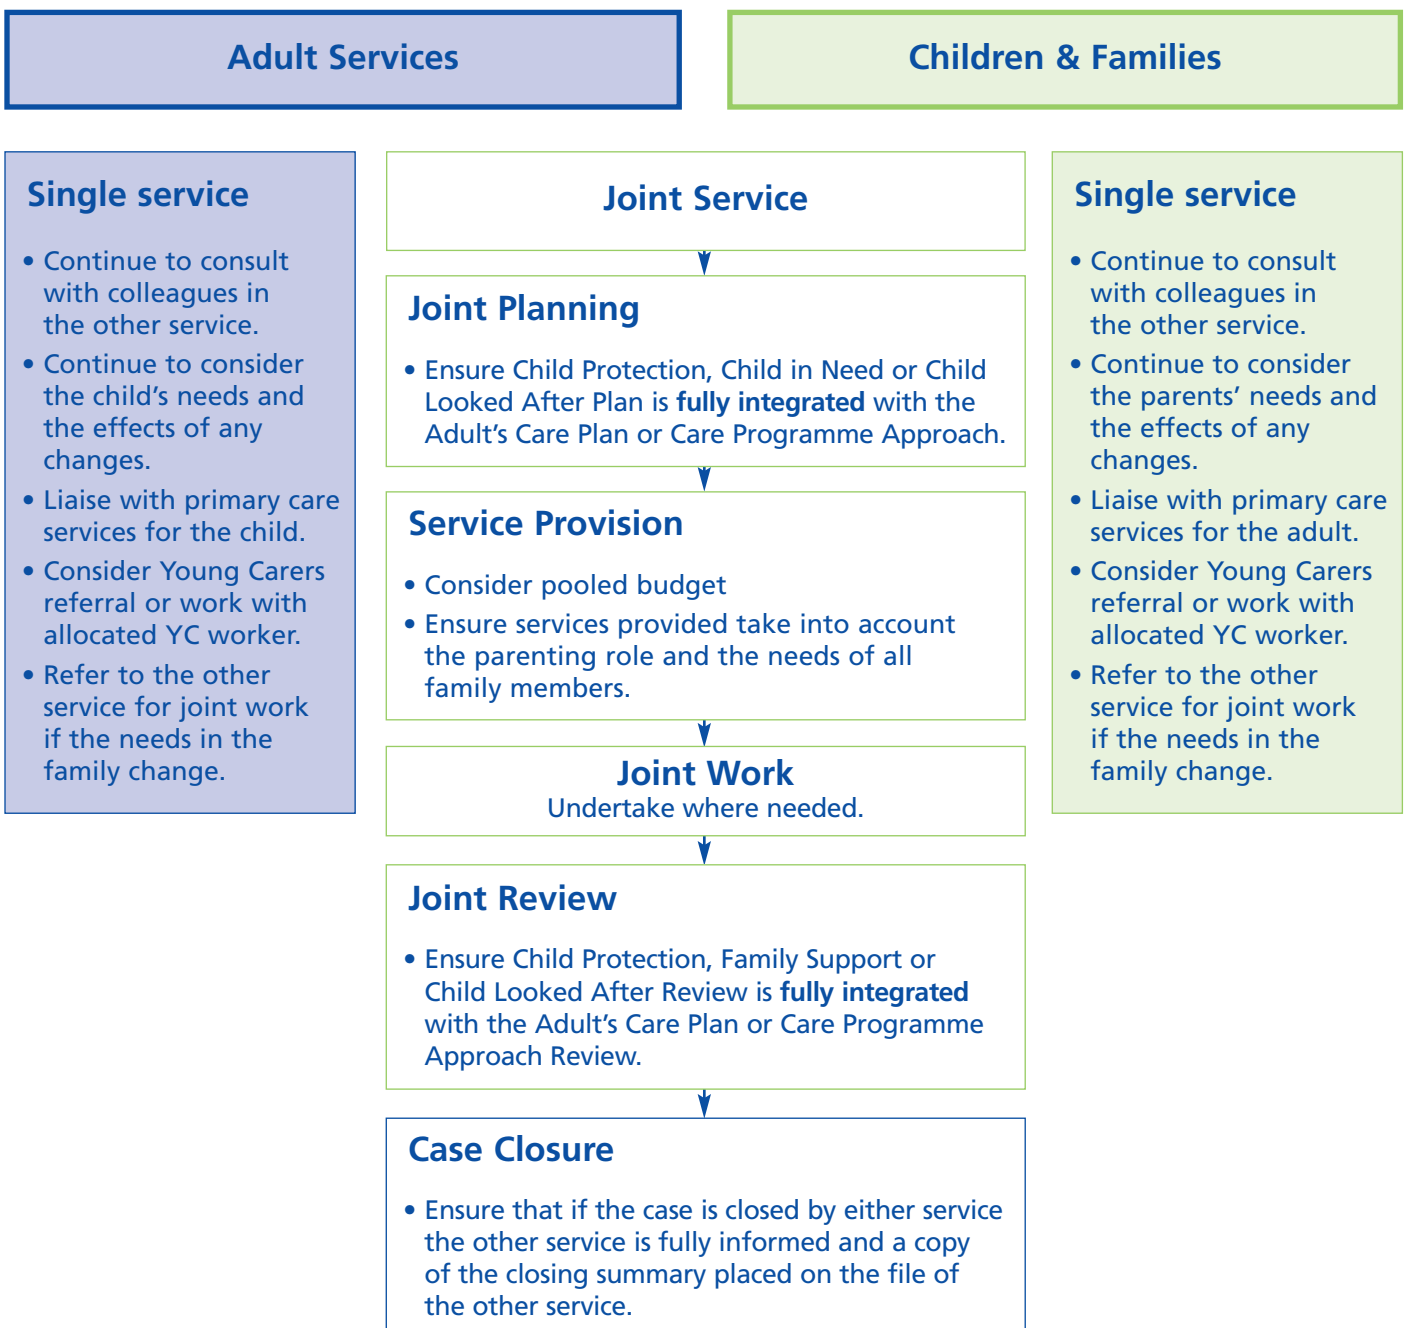 Adult Services
Children & Families
Single service
• Continue to consult
with colleagues in
the other service.
• Continue to consider
the child’s needs and
the effects of any
changes.
• Liaise with primary care
services for the child.
• Consider Young Carers
referral or work with
allocated YC worker.
• Refer to the other
service for joint work
if the needs in the
family change.
Joint Service
Joint Planning
• Ensure Child Protection, Child in Need or Child
Looked After Plan is fully integrated with the
Adult’s Care Plan or Care Programme Approach.
Service Provision
• Consider pooled budget
• Ensure services provided take into account
the parenting role and the needs of all
family members.
Joint Work
Undertake where needed.
Joint Review
• Ensure Child Protection, Family Support or
Child Looked After Review is fully integrated
with the Adult’s Care Plan or Care Programme
Approach Review.
Case Closure
• Ensure that if the case is closed by either service
the other service is fully informed and a copy
of the closing summary placed on the file of
the other service.
Single service
• Continue to consult
with colleagues in
the other service.
• Continue to consider
the parents’ needs and
the effects of any
changes.
• Liaise with primary care
services for the adult.
• Consider Young Carers
referral or work with
allocated YC worker.
• Refer to the other
service for joint work
if the needs in the
family change.